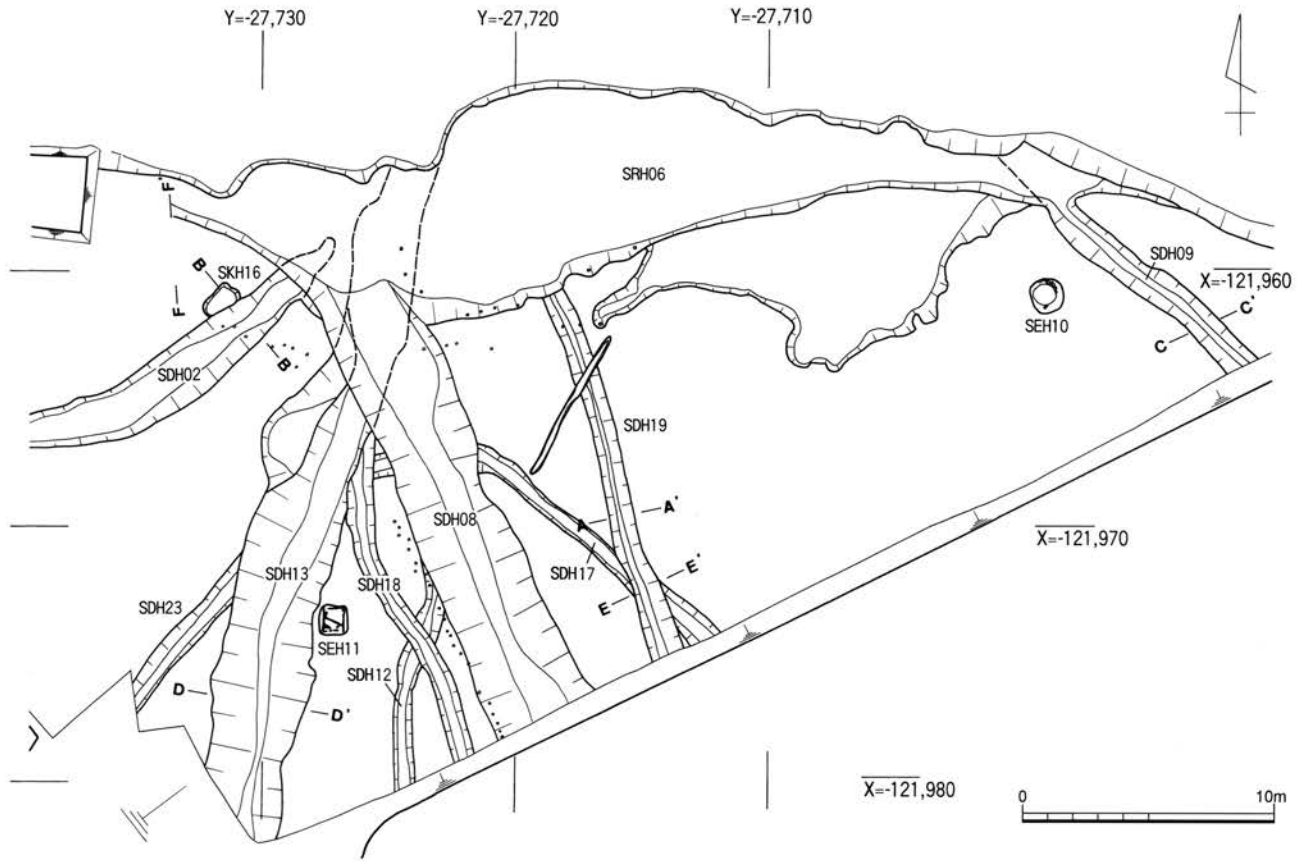 Y=-27,730
Y=-27,720
Y=-27,710
SRH06
F'
B
SKH16
F
SDH09
X=-121,960
C'
SEH10
C
B'
SDH02
SDH19
A
A'
SDH08
X=-121,970
SDH13
SDH18
SDH17
E'
E
SDH23
SEH11
SDH12
D
D'
X=-121,980
0
10m